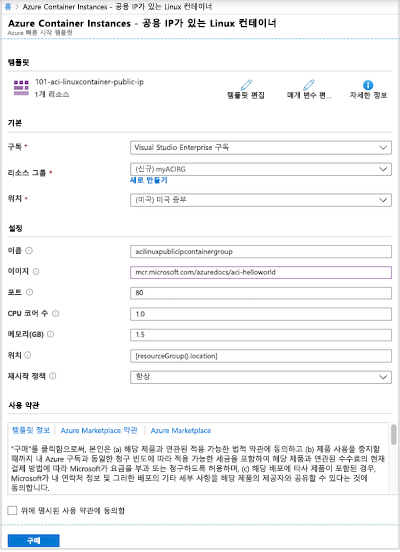 홈 > Azure Container Instances - 공용 IP가 있는 Linux 컨테이너
Azure Container Instances - 공용 IP가 있는 Linux 컨테이너
Azure 빠른 시작 템플릿
템플릿
101-aci-linuxcontainer-public-ip
1개 리소스
템플릿 편집
매개 변수 편...
자세한 정보
기본
구독 *
Visual Studio Enterprise 구독
리소스 그룹 *
(신규) myACIRG
새로 만들기
위치 *
(미국) 미국 중부
설정
이름
acilinuxpublicipcontainergroup
이미지
mcr.microsoft.com/azuredocs/aci-helloworld
포트
80
CPU 코어 수
1.0
메모리(GB)
1.5
위치
[resourceGroup().location]
재시작 정책
항상
사용 약관
템플릿 정보 | Azure Marketplace 약관 | Azure Marketplace
"구매"를 클릭함으로써, 본인은 (a) 해당 제품과 연관된 적용 가능한 법적 약관에 동의하고 (b) 제품 사용을 중지할
때까지 내 Azure 구독과 동일한 청구 빈도에 따라 적용 가능한 세금을 포함하여 해당 제품과 연관된 수수료의 현재
결제 방법에 따라 Microsoft가 요금을 부과 또는 청구하도록 허용하며, (c) 해당 배포에 타사 제품이 포함된 경우,
Microsoft가 내 연락처 정보 및 그러한 배포의 기타 세부 사항을 해당 제품의 제공자와 공유할 수 있다는 것에
동의합니다.
위에 명시된 사용 약관에 동의함
구매